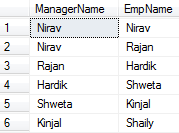 ManagerName EmpName
1 Nirav Nirav
2 Nirav Rajan
3 Rajan Hardik
4 Hardik Shweta
5 Shweta Kinjal
6 Kinjal Shaily